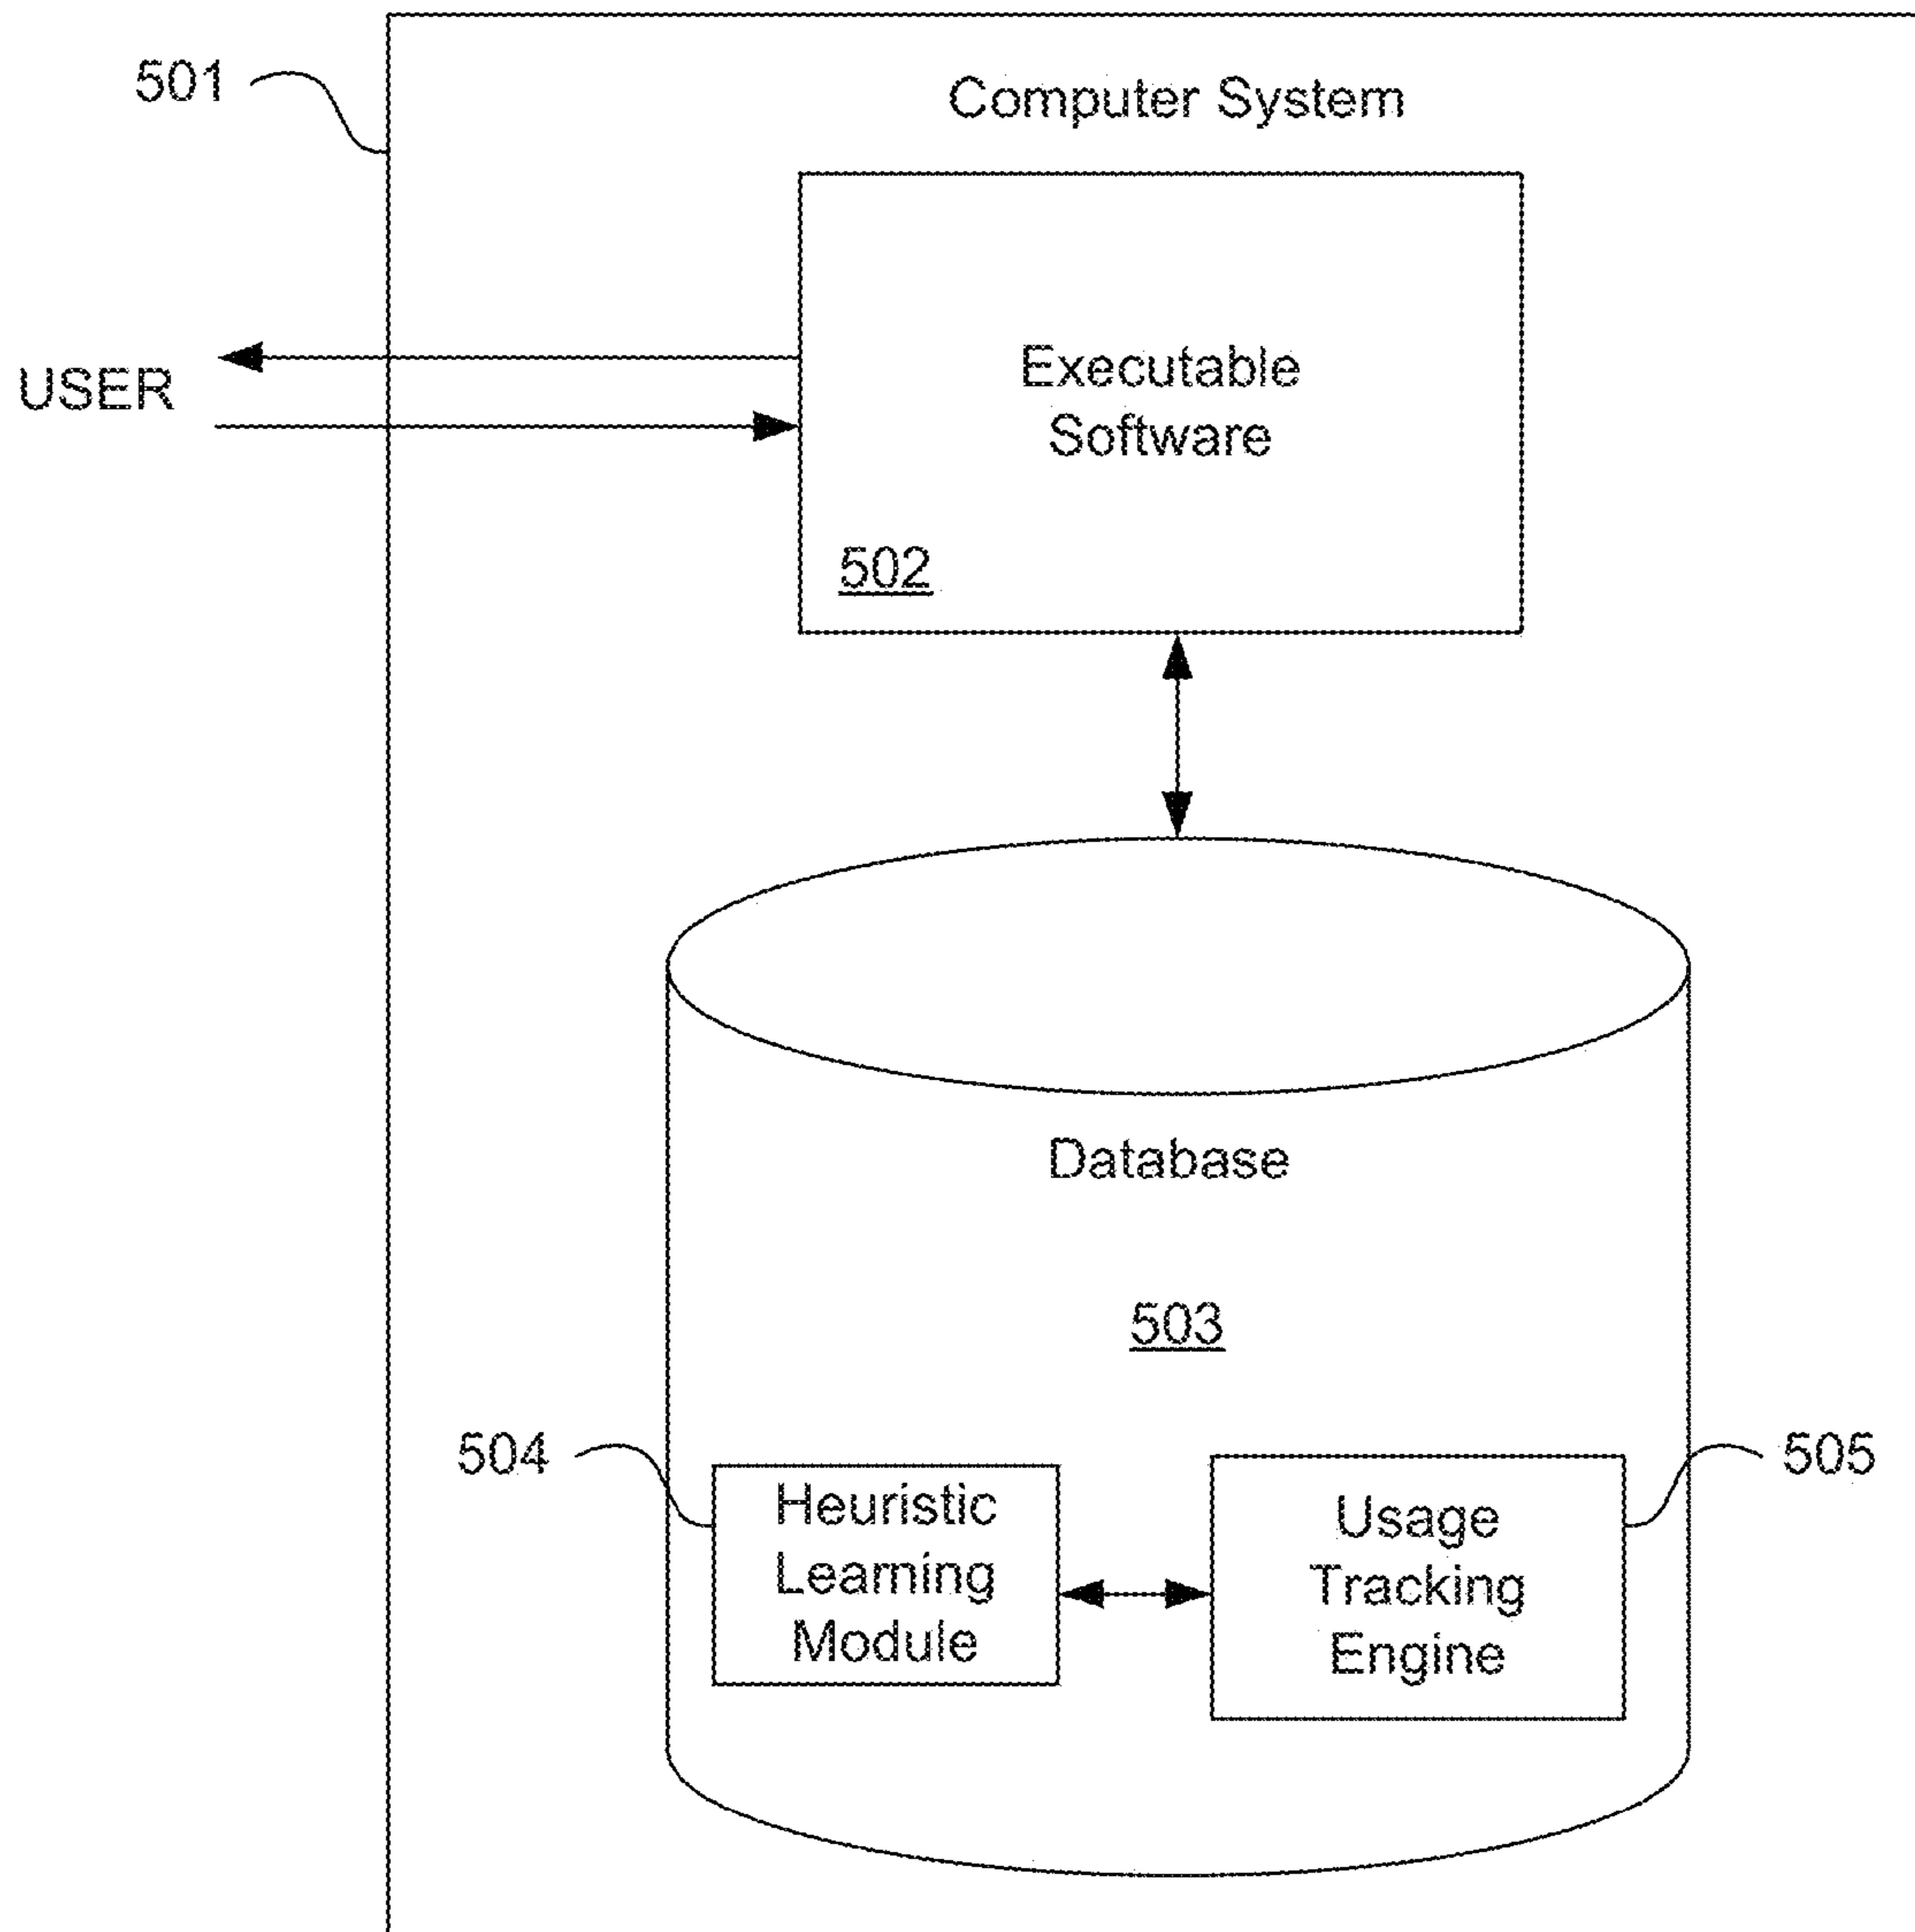 501
Computer System
USER
Executable
Software
502
Database
503
504
505
Heuristic
Learning
Module
Usage
Tracking
Engine